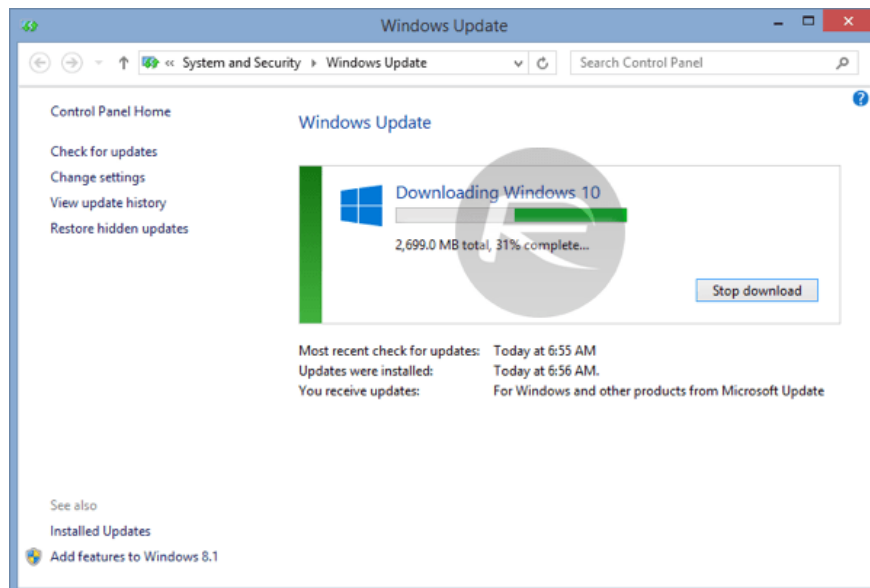 Windows Update
« System and Security ▸ Windows Update
Search Control Panel
Control Panel Home
Check for updates
Change settings
View update history
Restore hidden updates
Windows Update
Downloading Windows 10
2,699.0 MB total, 31% complete...
Stop download
Most recent check for updates: Today at 6:55 AM
Updates were installed: Today at 6:56 AM.
You receive updates: For Windows and other products from Microsoft Update
See also
Installed Updates
Add features to Windows 8.1